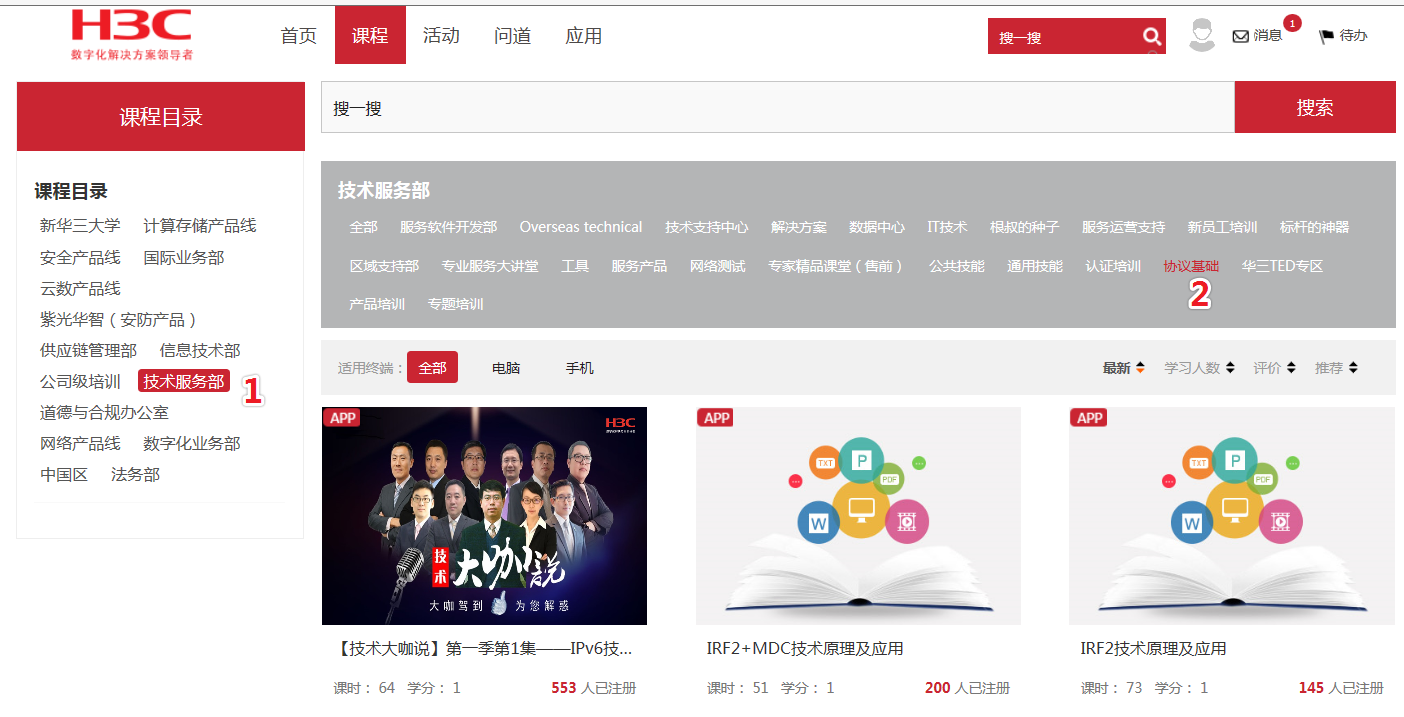 H3C
数字化解决方案领导者
首页 课程 活动 问道 应用
搜一搜
消息 1
待办
课程目录
搜一搜
搜索
课程目录
新华三大学 计算存储产品线
安全产品线 国际业务部
云数产品线
紫光华智（安防产品）
供应链管理部 信息技术部
公司级培训 技术服务部 1
道德与合规办公室
网络产品线 数字化业务部
中国区 法务部
技术服务部
全部 服务软件开发部 Overseas technical 技术支持中心 解决方案 数据中心 IT技术 根叔的种子 服务运营支持 新员工培训 标杆的神器
区域支持部 专业服务大讲堂 工具 服务产品 网络测试 专家精品课堂（售前） 公共技能 通用技能 认证培训 协议基础 华三TED专区
2
产品培训 专题培训
适用终端： 全部 电脑 手机
最新 学习人数 评价 推荐
APP
H3C
技术大咖说
大咖驾到 为您解惑
【技术大咖说】第一季第1集——IPv6技...
课时： 64 学分： 1 553 人已注册
APP
TXT
P
PDF
W
IRF2+MDC技术原理及应用
课时： 51 学分： 1 200 人已注册
APP
TXT
P
PDF
W
IRF2技术原理及应用
课时： 73 学分： 1 145 人已注册